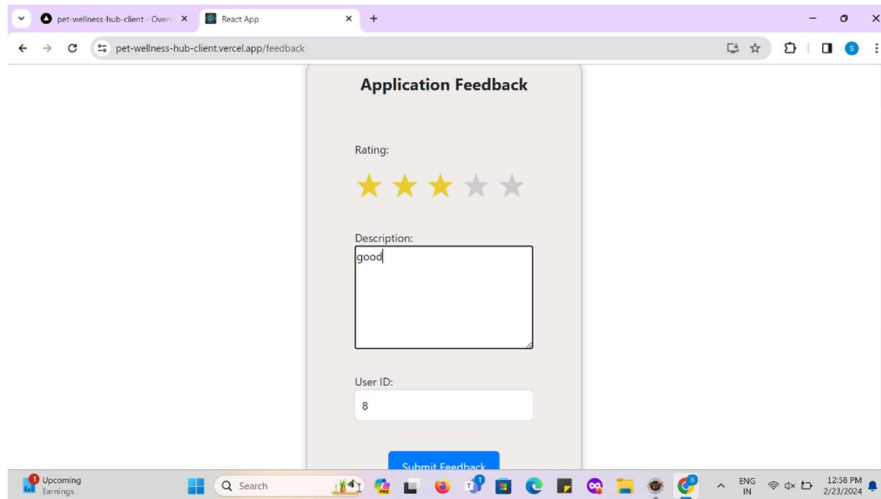 pet-wellness-hub-client - Over
React App
pet-wellness-hub-client.vercel.app/feedback
S
Application Feedback
Rating:
Description:
good
User ID:
8
Submit Feedback
1
Upcoming
Earnings
Search
ENG
IN
12:58 PM
2/23/2024